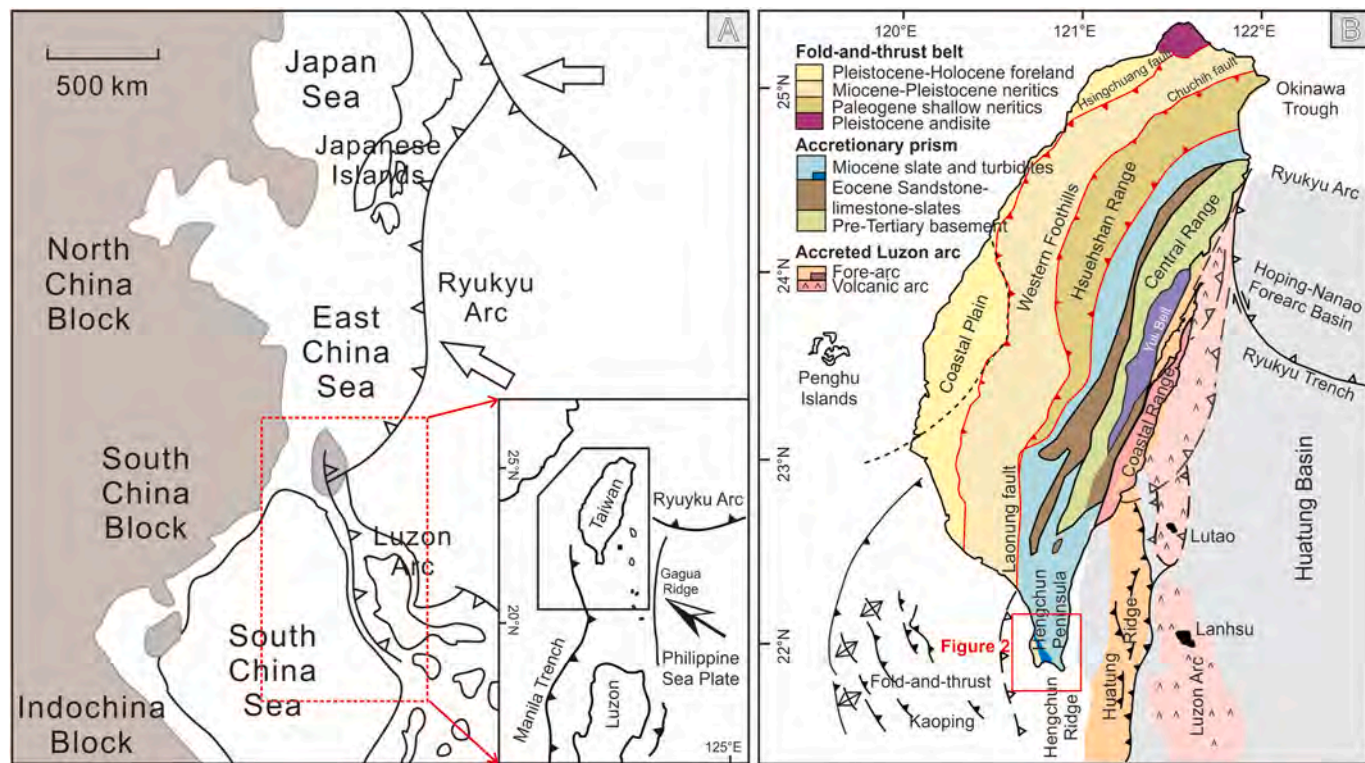 A
500 km
Japan
Sea
Japanese
Islands
North
China
Block
Ryukyu
Arc
East
China
Sea
South
China
Block
Luzon
Arc
South
China
Sea
Indochina
Block
25°N
20°N
125°E
Taiwan
Ryuyku Arc
Gagua
Ridge
Manila Trench
Luzon
Philippine
Sea Plate
B
120°E
121°E
122°E
25°N
24°N
23°N
22°N
Fold-and-thrust belt
Pleistocene-Holocene foreland
Miocene-Pleistocene neritics
Paleogene shallow neritics
Pleistocene andisite
Accretionary prism
Miocene slate and turbidites
Eocene Sandstone-
limestone-slates
Pre-Tertiary basement
Accreted Luzon arc
Fore-arc
Volcanic arc
Hsingchuang fault
Chuchih fault
Okinawa
Trough
Ryukyu Arc
Hoping-Nanao
Forearc Basin
Ryukyu Trench
Western Foothills
Hsuehshan Range
Central Range
Yuli Belt
Coastal Plain
Coastal Range
Penghu
Islands
Huatung Basin
Laonung fault
Lutao
Hengchun
Peninsula
Figure 2
Lanhsu
Fold-and-thrust
Kaoping
Hengchun
Ridge
Huatung
Ridge
Luzon Arc